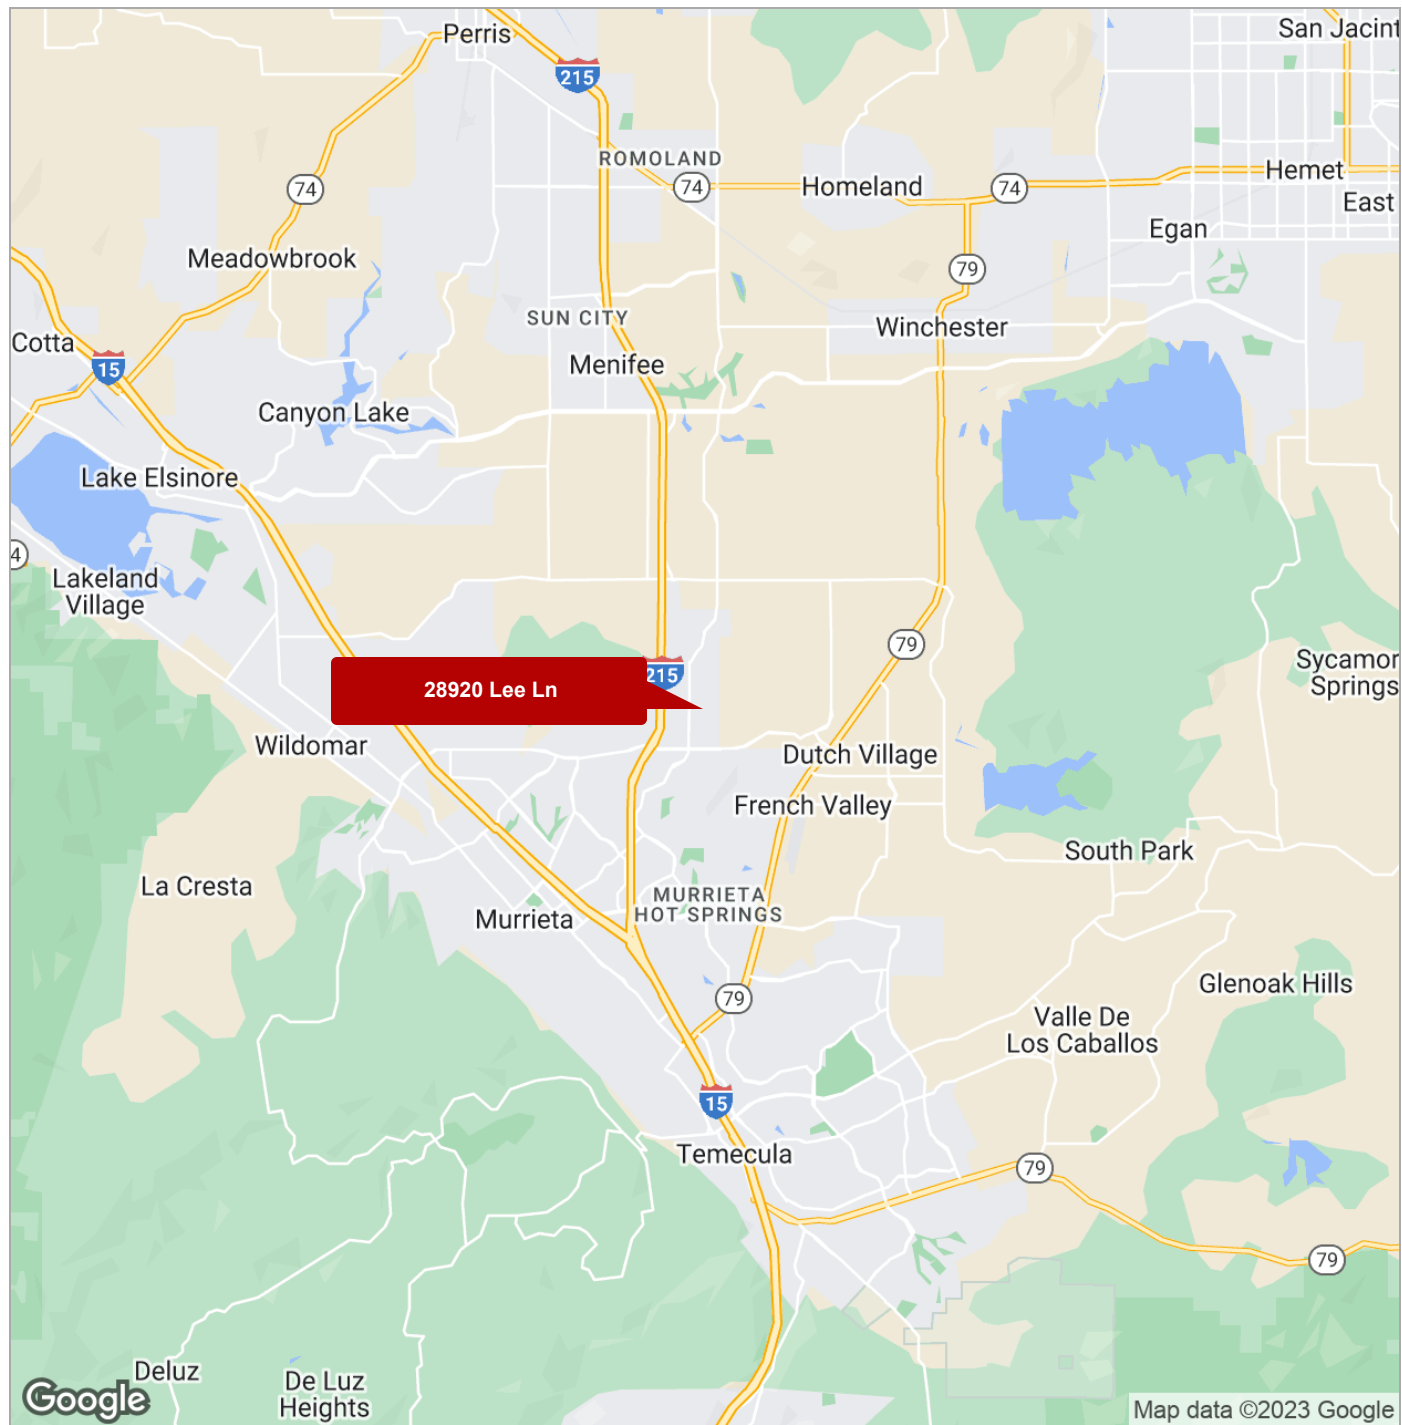 Perris
San Jacint
215
ROMOLAND
74
74
Homeland
74
Hemet
East
Egan
Meadowbrook
79
SUN CITY
Winchester
Cotta
15
Menifee
Canyon Lake
Lake Elsinore
4
Lakeland
Village
79
215
Sycamor
Springs
28920 Lee Ln
Wildomar
Dutch Village
French Valley
South Park
La Cresta
MURRIETA
HOT SPRINGS
Murrieta
79
Glenoak Hills
Valle De
Los Caballos
15
Temecula
79
79
Deluz
De Luz
Heights
Google
Map data ©2023 Google